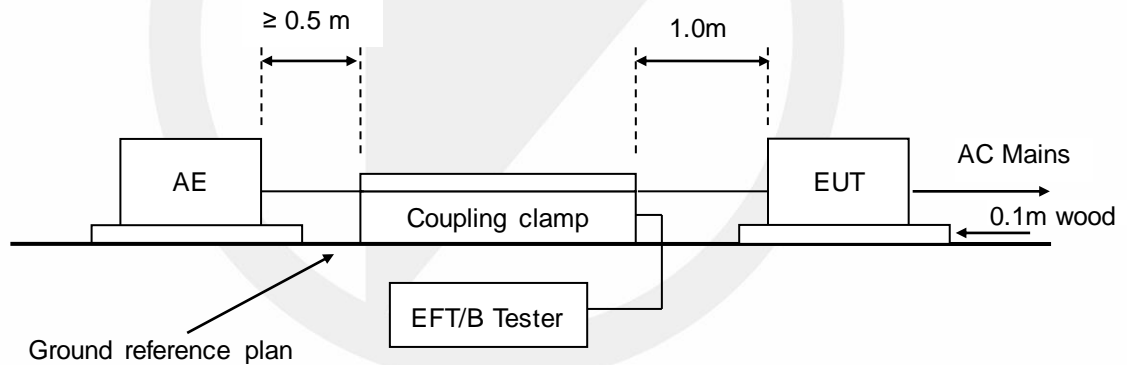 ≥ 0.5 m
1.0m
AE
EUT
AC Mains
Coupling clamp
0.1m wood
EFT/B Tester
Ground reference plan